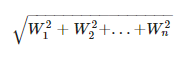 √W₁² + W₂²+…+Wₙ²